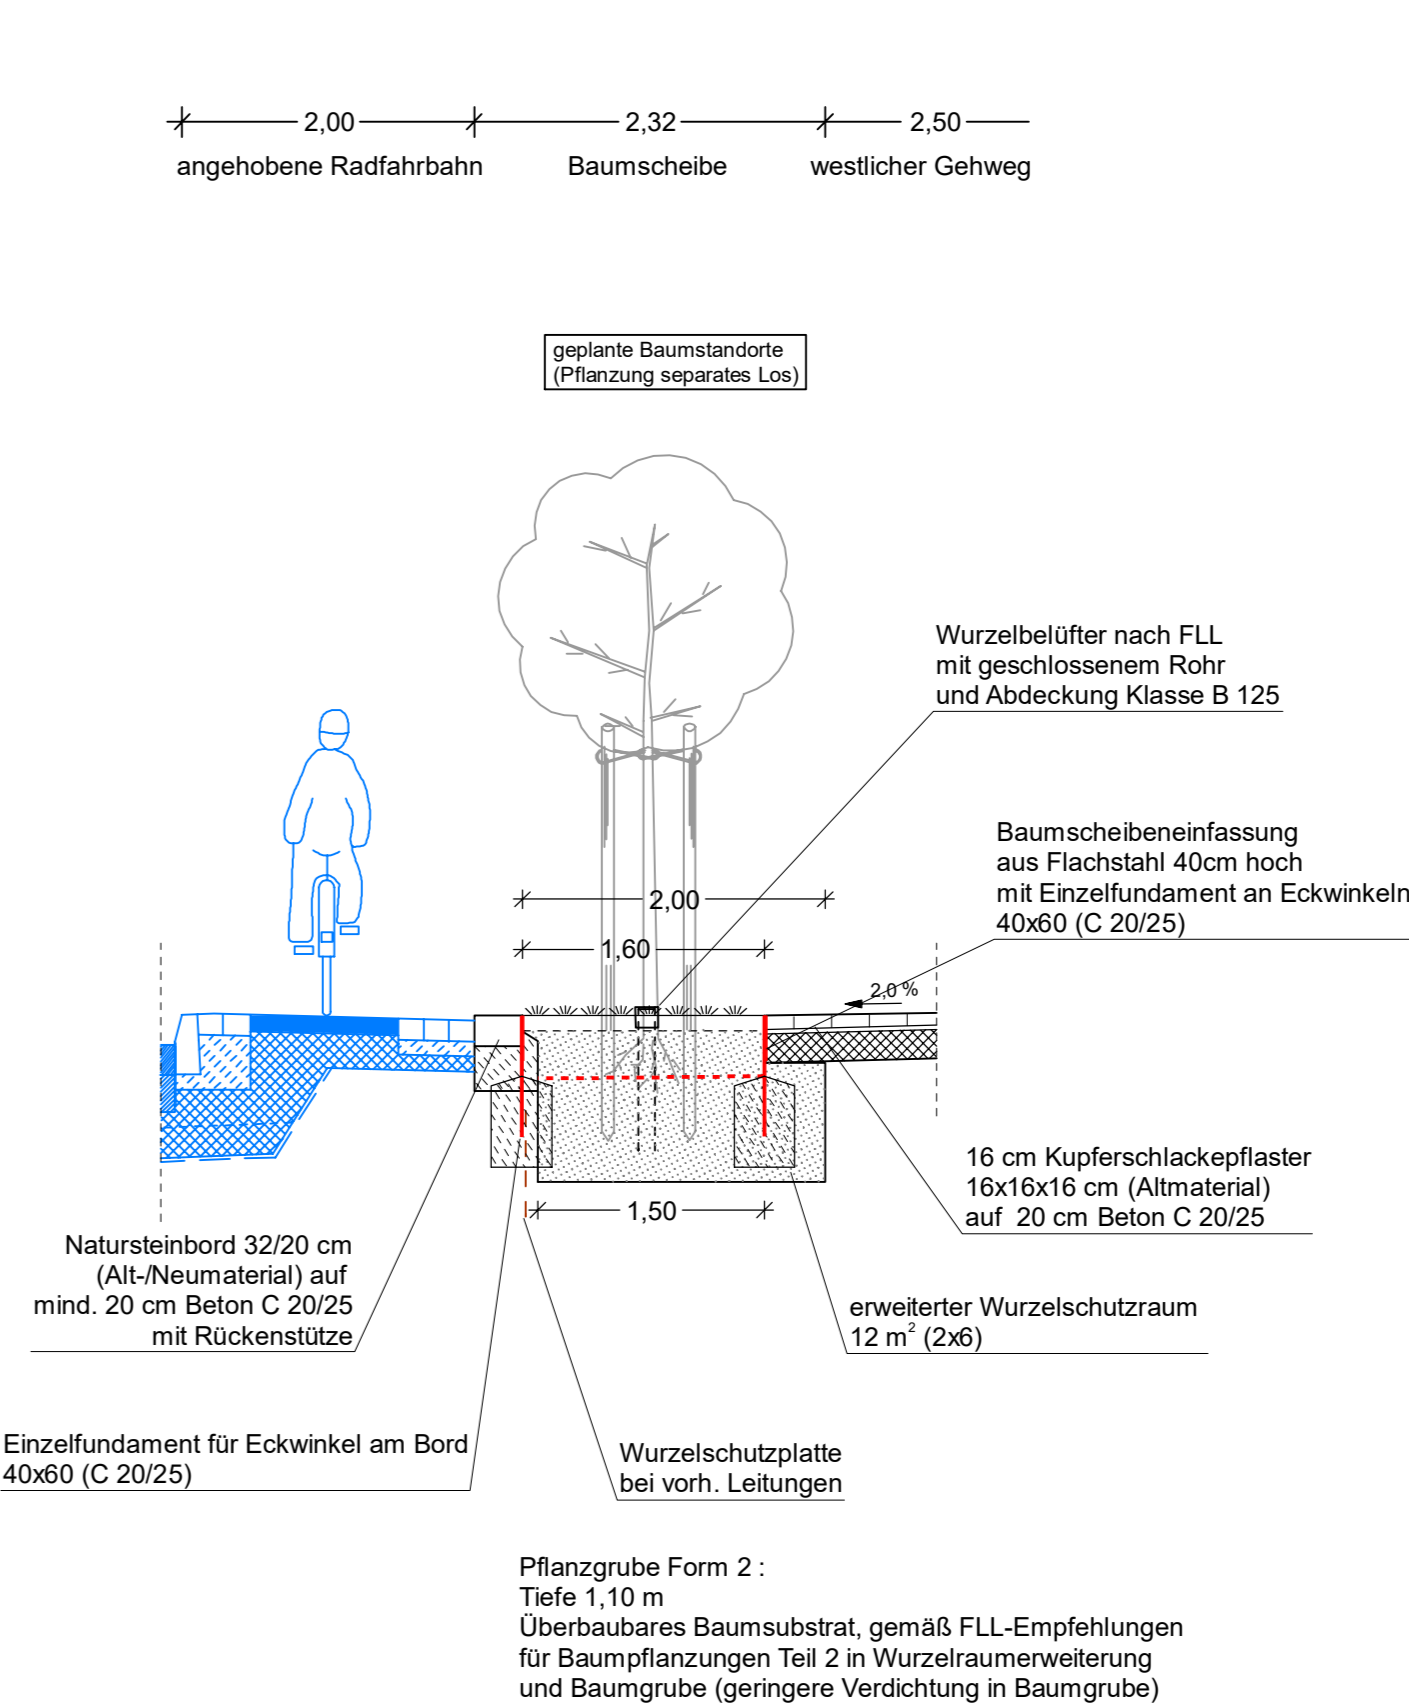 2,00 2,32 2,50
angehobene Radfahrbahn Baumscheibe westlicher Gehweg
geplante Baumstandorte
(Pflanzung separates Los)
Wurzelbelüfter nach FLL
mit geschlossenem Rohr
und Abdeckung Klasse B 125
Baumscheibeneinfassung
aus Flachstahl 40cm hoch
mit Einzelfundament an Eckwinkeln
40x60 (C 20/25)
2,00
1,60
2,0 %
16 cm Kupferschlackepflaster
16x16x16 cm (Altmaterial)
auf 20 cm Beton C 20/25
1,50
Natursteinbord 32/20 cm
(Alt-/Neumaterial) auf
mind. 20 cm Beton C 20/25
mit Rückenstütze
erweiterter Wurzelschutzraum
12 m² (2x6)
Einzelfundament für Eckwinkel am Bord
40x60 (C 20/25)
Wurzelschutzplatte
bei vorh. Leitungen
Pflanzgrube Form 2 :
Tiefe 1,10 m
Überbaubares Baumsubstrat, gemäß FLL-Empfehlungen
für Baumpflanzungen Teil 2 in Wurzelraumerweiterung
und Baumgrube (geringere Verdichtung in Baumgrube)